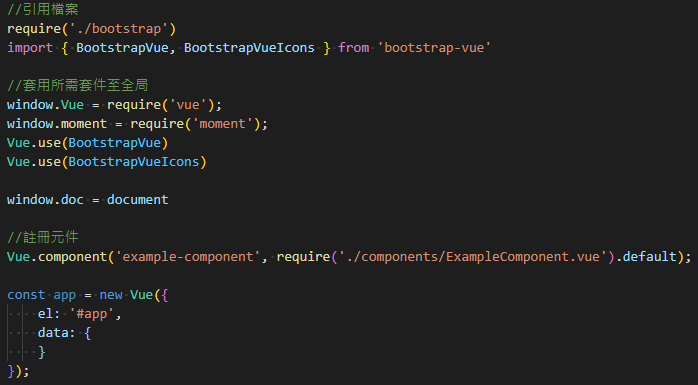 //引用檔案
require('./bootstrap')
import { BootstrapVue, BootstrapVueIcons } from 'bootstrap-vue'
//套用所需套件至全局
window.Vue = require('vue');
window.moment = require('moment');
Vue.use(BootstrapVue)
Vue.use(BootstrapVueIcons)
window.doc = document
//註冊元件
Vue.component('example-component', require('./components/ExampleComponent.vue').default);
const app = new Vue({
    el: '#app',
    data: {
    }
});